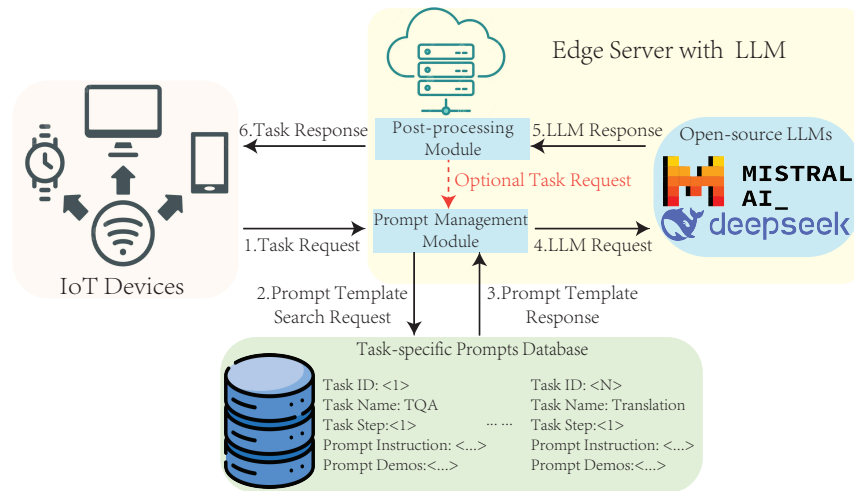 Edge Server with LLM
6.Task Response
Post-processing
Module
5.LLM Response
Open-source LLMs
MISTRAL
AI_
deepseek
Optional Task Request
Prompt Management
Module
1.Task Request
4.LLM Request
IoT Devices
2.Prompt Template
Search Request
3.Prompt Template
Response
Task-specific Prompts Database
Task ID: <1>
Task Name: TQA
Task Step:<1>
Prompt Instruction: <...>
Prompt Demos:<...>
... ...
Task ID: <N>
Task Name: Translation
Task Step:<1>
Prompt Instruction: <...>
Prompt Demos:<...>